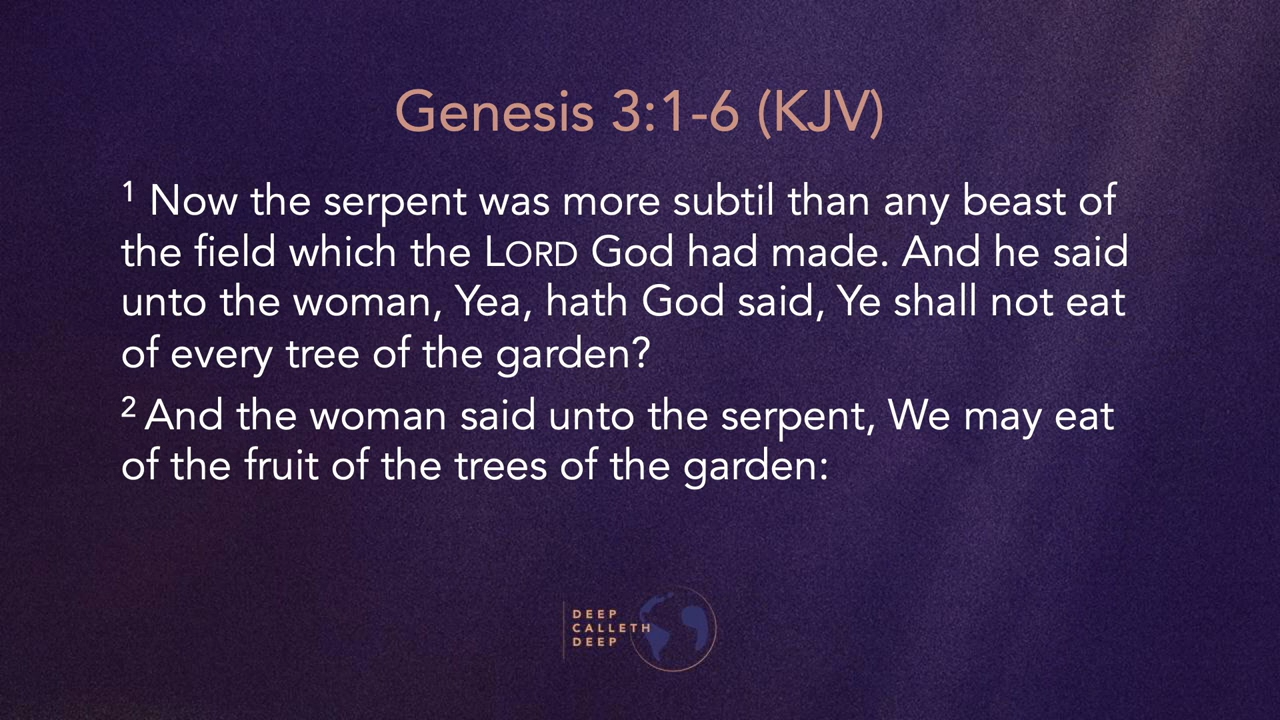 Genesis 3:1-6 (KJV)
1 Now the serpent was more subtil than any beast of
the field which the LORD God had made. And he said
unto the woman, Yea, hath God said, Ye shall not eat
of every tree of the garden?
2 And the woman said unto the serpent, We may eat
of the fruit of the trees of the garden:
DEEP
CALLETH
DEEP